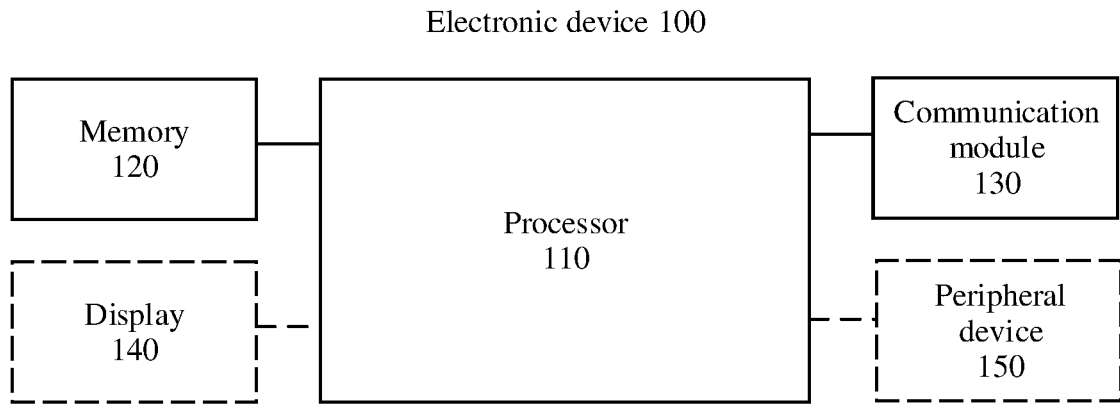 Electronic device 100
Memory
120
Communication
module
130
Processor
110
Display
140
Peripheral
device
150